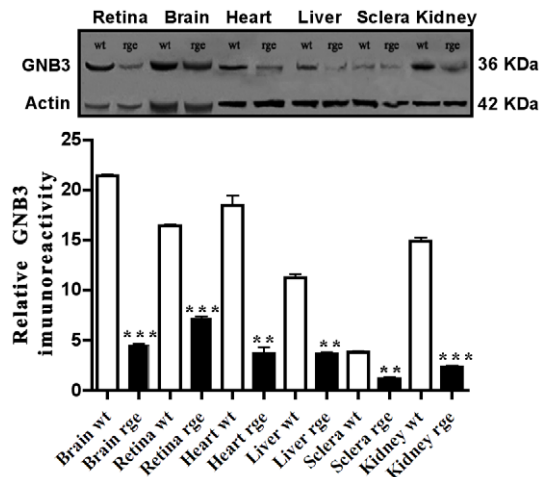 Retina Brain Heart Liver Sclera Kidney
wt rge wt rge wt rge wt rge wt rge wt rge
GNB3 36 KDa
Actin 42 KDa
Relative GNB3
imuunoreactivity
25
20
15
10
5
0
***
***
**
**
**
***
Brain wt
Brain rge
Retina wt
Retina rge
Heart wt
Heart rge
Liver wt
Liver rge
Sclera wt
Sclera rge
Kidney wt
Kidney rge